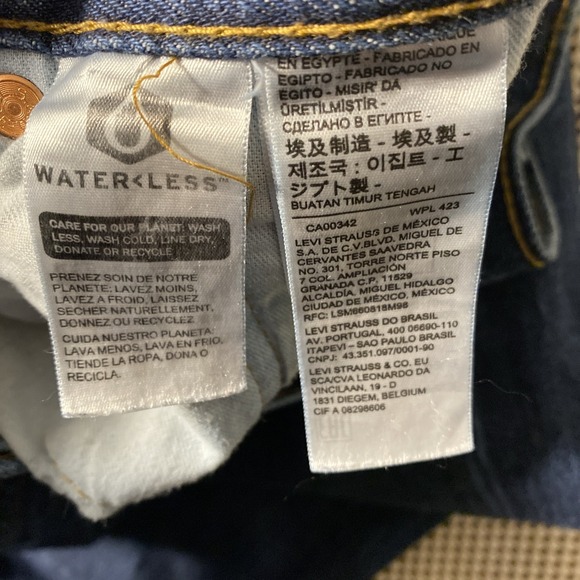 WATER<LESS™
CARE FOR OUR PLANET: WASH
LESS, WASH COLD, LINE DRY,
DONATE OR RECYCLE
PRENEZ SOIN DE NOTRE
PLANETE: LAVEZ MOINS,
LAVEZ A FROID, LAISSEZ
SECHER NATURELLEMENT,
DONNEZ OU RECYCLEZ
CUIDA NUESTRO PLANETA:
LAVA MENOS, LAVA EN FRIO,
TIENDE LA ROPA, DONA O
RECICLA.
EN EGYPTE - FABRICADO EN
EGIPTO - FABRICADO NO
EGITO - MISIR' DA
ÜRETİLMİŞTİR -
СДЕЛАНО В ЕГИПТЕ -
埃及制造 - 埃及製 -
제조국 : 이집트 - エ
ジプト製 -
BUATAN TIMUR TENGAH
CA00342 WPL 423
LEVI STRAUSS DE MÉXICO
S.A. DE C.V.BLVD. MIGUEL DE
CERVANTES SAAVEDRA
NO. 301, TORRE NORTE PISO
7 COL. AMPLIACIÓN
GRANADA C.P. 11529
ALCALDÍA, MIGUEL HIDALGO
CIUDAD DE MÉXICO, MÉXICO
RFC: LSM660818M98
LEVI STRAUSS DO BRASIL
AV. PORTUGAL, 400 06690-110
ITAPEVI – SAO PAULO BRASIL
CNPJ: 43.351.097/0001-90
LEVI STRAUSS & CO. EU
SCA/CVA LEONARDO DA
VINCILAAN, 19 - D
1831 DIEGEM, BELGIUM
CIF A 08298606